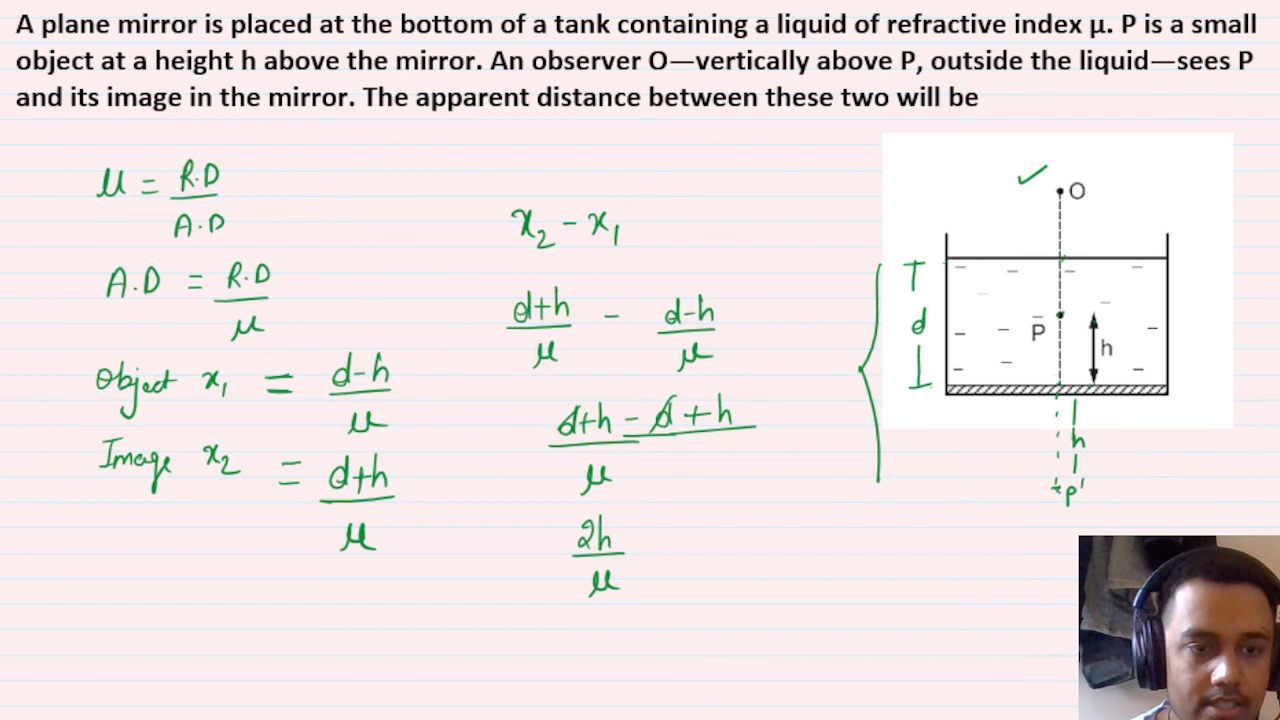 A plane mirror is placed at the bottom of a tank containing a liquid of refractive index μ. P is a small
object at a height h above the mirror. An observer O—vertically above P, outside the liquid—sees P
and its image in the mirror. The apparent distance between these two will be
μ = R.D / A.D
A.D = R.D / μ
Object x₁ = d-h / μ
Image x₂ = d+h / μ
x₂ - x₁
d+h / μ - d-h / μ
d+h - d+h / μ
2h / μ
O
P
h
d
h
P'